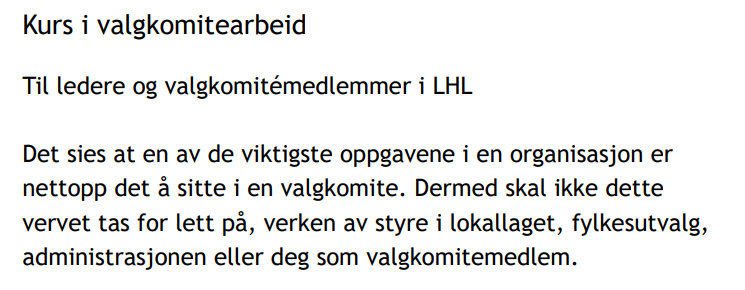 Kurs i valgkomitearbeid
Til ledere og valgkomitémedlemmer i LHL
Det sies at en av de viktigste oppgavene i en organisasjon er
nettopp det å sitte i en valgkomite. Dermed skal ikke dette
vervet tas for lett på, verken av styre i lokallaget, fylkesutvalg,
administrasjonen eller deg som valgkomitemedlem.